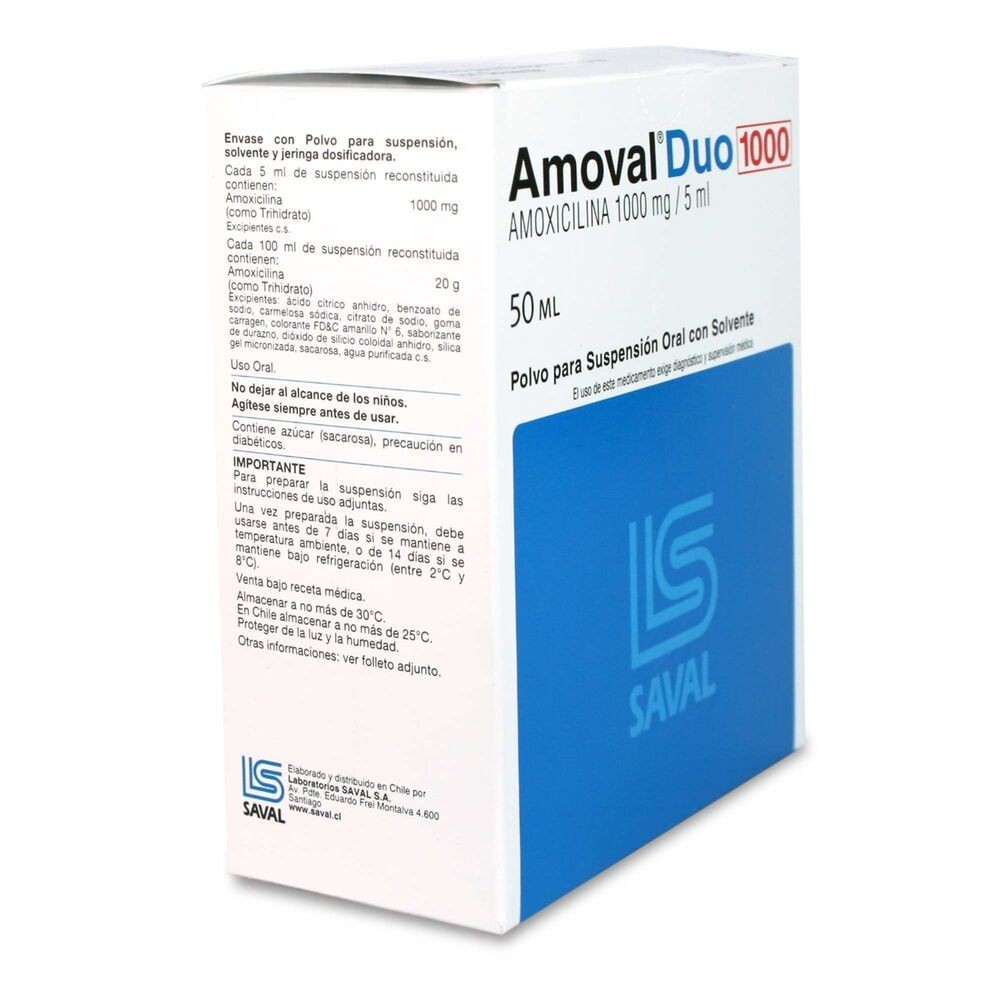 Envase con Polvo para suspensión,
solvente y jeringa dosificadora.
Cada 5 ml de suspensión reconstituida
contienen:
Amoxicilina 1000 mg
(como Trihidrato)
Excipientes c.s.
Cada 100 ml de suspensión reconstituida
contienen:
Amoxicilina 20 g
(como Trihidrato)
Excipientes: ácido cítrico anhidro, benzoato de
sodio, carmelosa sódica, citrato de sodio, goma
carragen, colorante FD&C amarillo N° 6, saborizante
de durazno, dióxido de silicio coloidal anhidro, sílica
gel micronizada, sacarosa, agua purificada c.s.
Uso Oral.
No dejar al alcance de los niños.
Agítese siempre antes de usar.
Contiene azúcar (sacarosa), precaución en
diabéticos.
IMPORTANTE
Para preparar la suspensión siga las
instrucciones de uso adjuntas.
Una vez preparada la suspensión, debe
usarse antes de 7 días si se mantiene a
temperatura ambiente, o de 14 días si se
mantiene bajo refrigeración (entre 2°C y
8°C).
Venta bajo receta médica.
Almacenar a no más de 30°C.
En Chile almacenar a no más de 25°C.
Proteger de la luz y la humedad.
Otras informaciones: ver folleto adjunto.
SAVAL
Elaborado y distribuido en Chile por
Laboratorios SAVAL S.A.
Av. Pdte. Eduardo Frei Montalva 4.600
Santiago
www.saval.cl
Amoval® Duo 1000
AMOXICILINA 1000 mg / 5 ml
50 ML
Polvo para Suspensión Oral con Solvente
El uso de este medicamento exige diagnóstico y supervisión médica
SAVAL